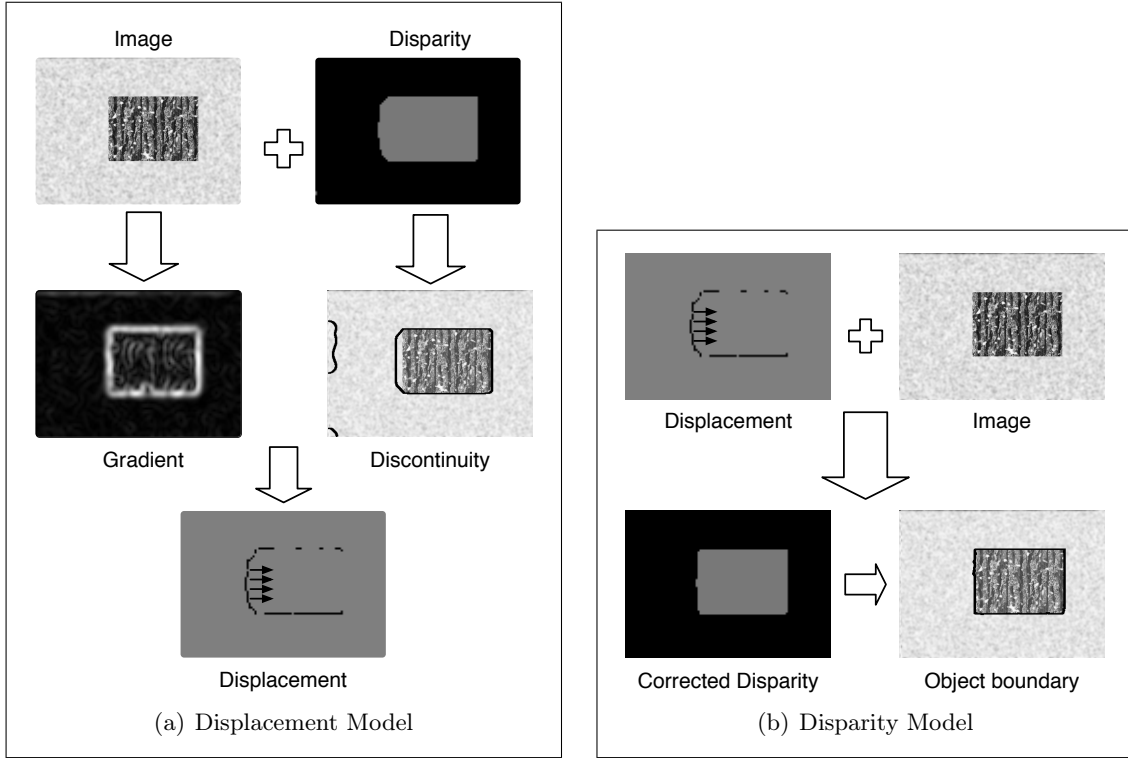 Image
Disparity
Gradient
Discontinuity
Displacement
(a) Displacement Model
Displacement
Image
Corrected Disparity
Object boundary
(b) Disparity Model